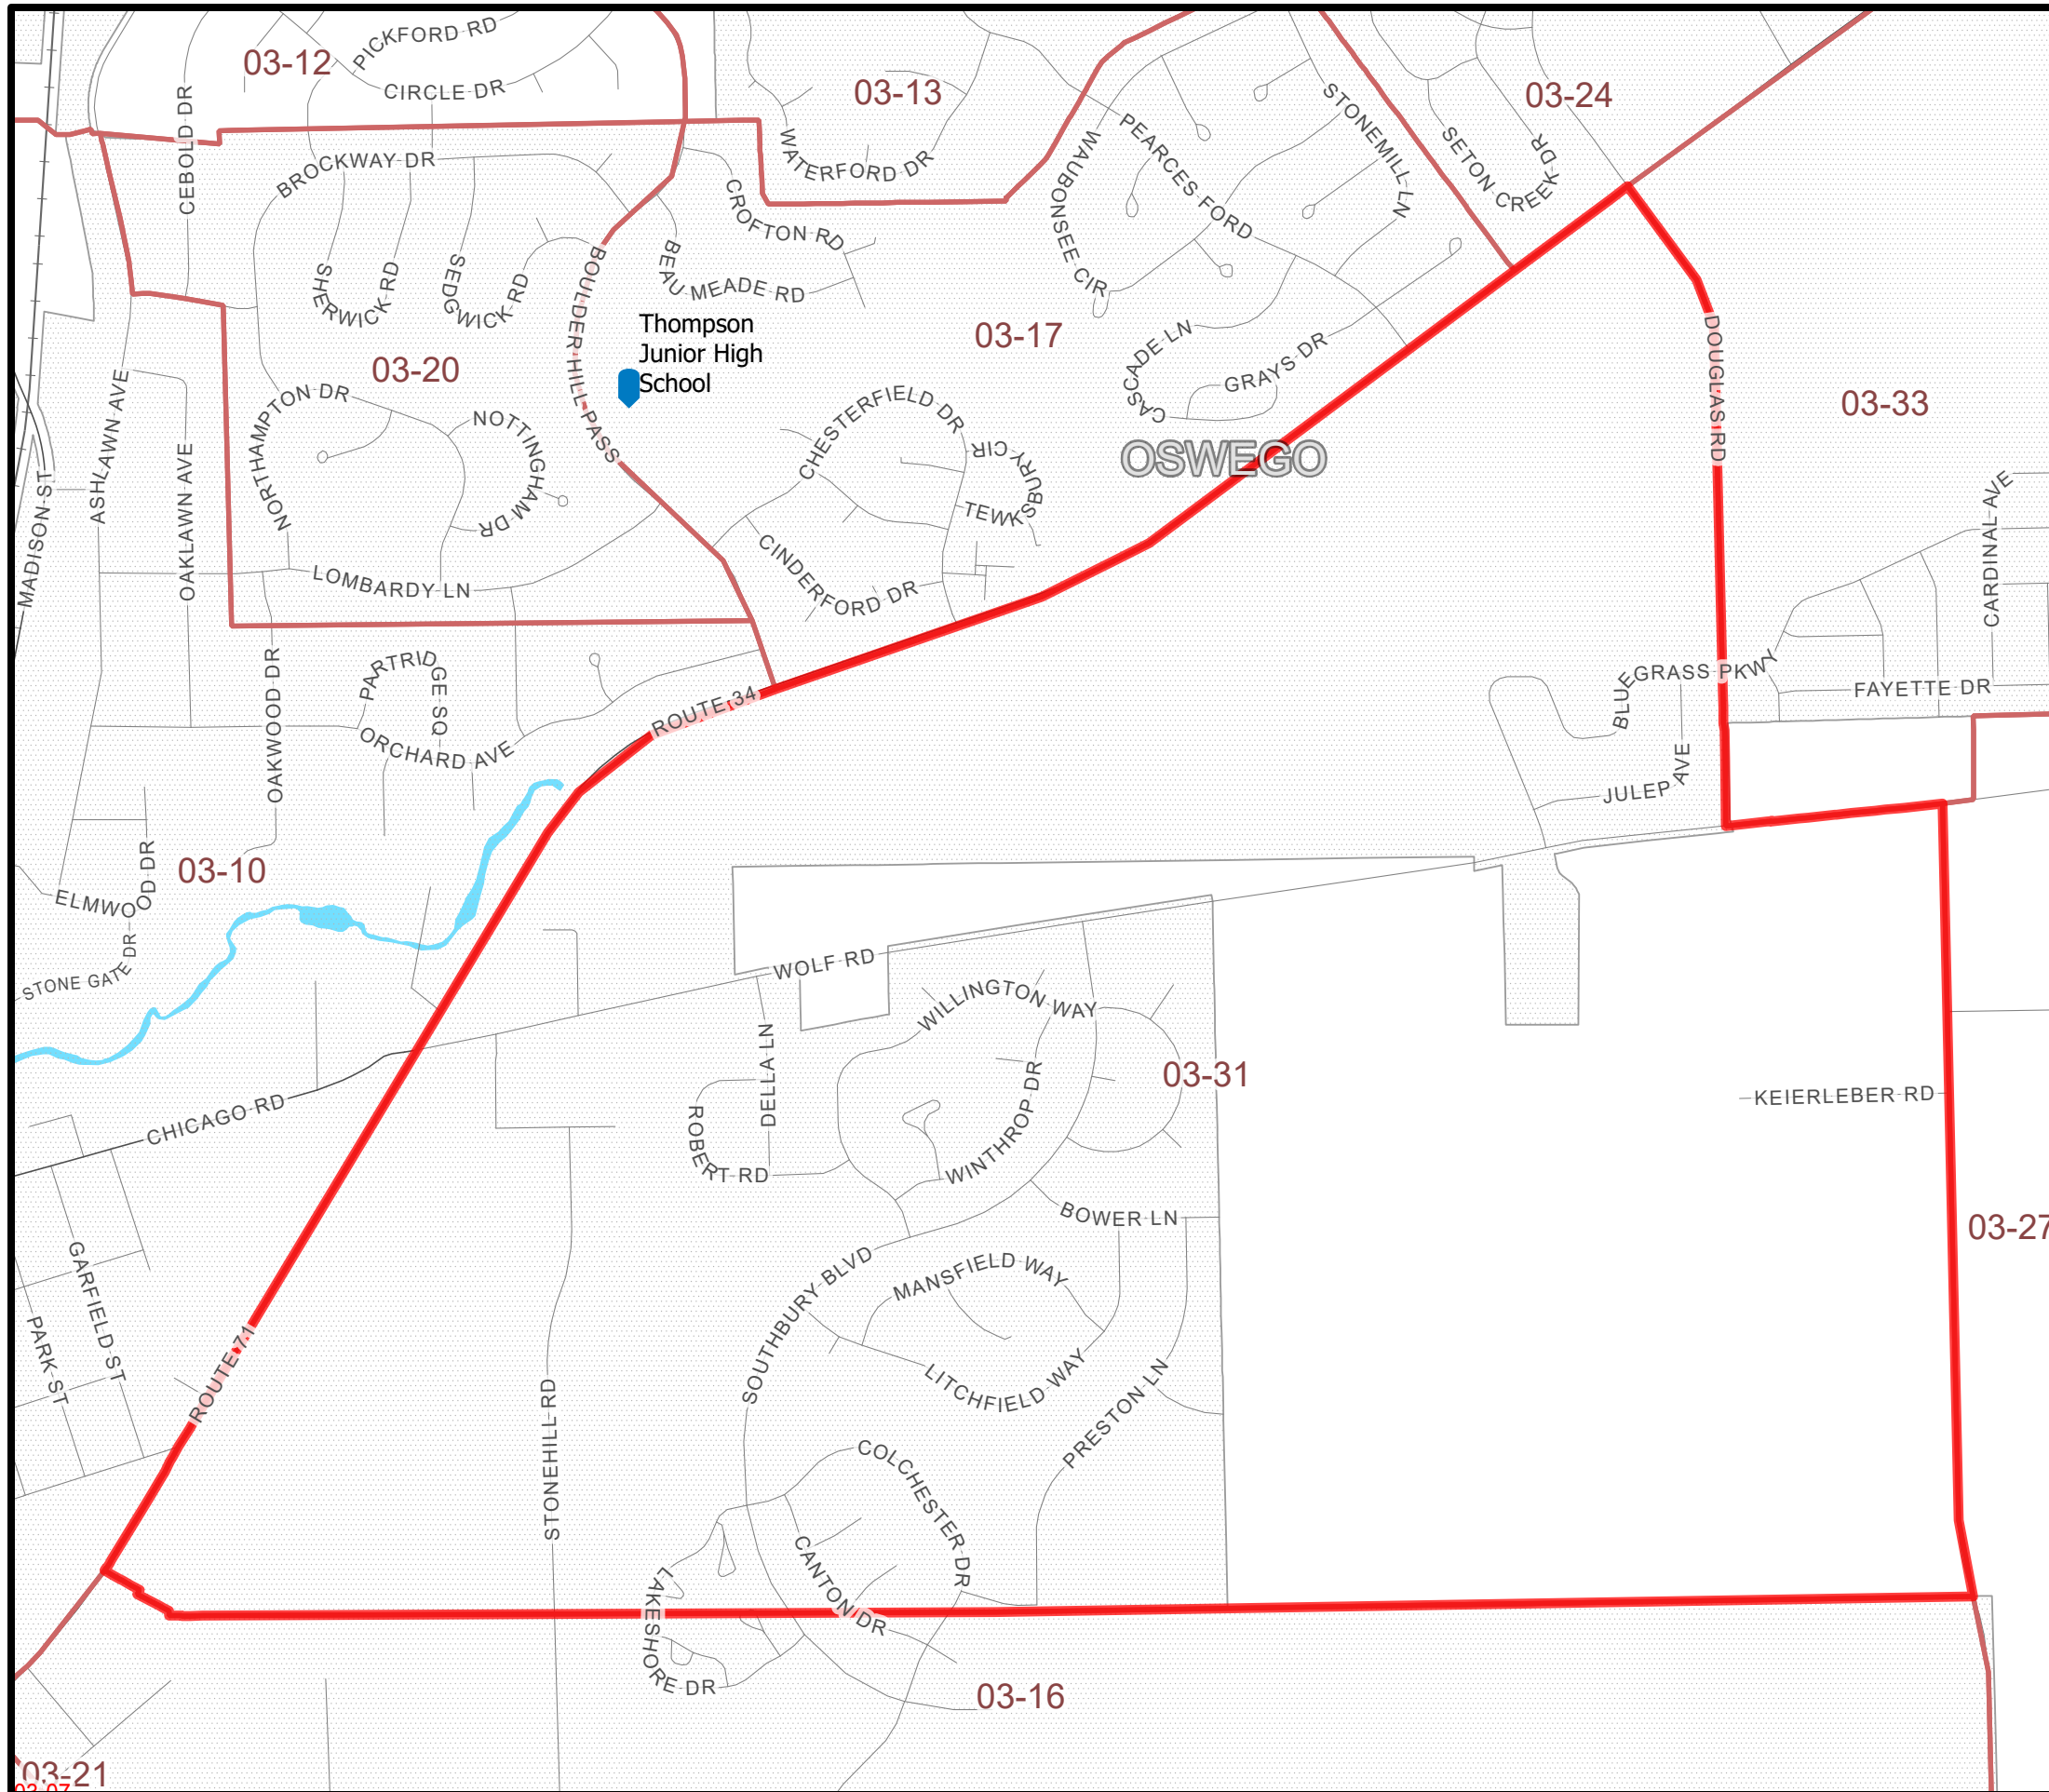 03-12
PICKFORD RD
CIRCLE DR
03-13
03-24
CEBOLD DR
BROCKWAY DR
WATERFORD DR
PEARCES FORD
STONEMILL LN
SETON CREEK DR
WAUBONSEE CIR
CROFTON RD
BEAU MEADE RD
SHERWICK RD
SEDGWICK RD
BOULDER HILL PASS
Thompson
Junior High
School
03-17
03-20
CASCADE LN
GRAYS DR
DOUGLAS RD
03-33
ASHLAWN AVE
OAKLAWN AVE
NORTHAMPTON DR
NOTTINGHAM DR
CHESTERFIELD DR
TEWKSBURY CIR
OSWEGO
MADISON ST
LOMBARDY LN
CINDERFORD DR
CARDINAL AVE
PARTRIDGE SQ
OAKWOOD DR
ORCHARD AVE
ROUTE 34
BLUE GRASS PKWY
FAYETTE DR
JULEP AVE
03-10
ELMWOOD DR
STONE GATE DR
WOLF RD
WILLINGTON WAY
DELLA LN
03-31
CHICAGO RD
ROBERT RD
WINTHROP DR
KEIERLEBER RD
BOWER LN
03-27
GARFIELD ST
PARK ST
ROUTE 71
SOUTHBURY BLVD
MANSFIELD WAY
LITCHFIELD WAY
PRESTON LN
STONEHILL RD
COLCHESTER DR
CANTON DR
LAKESHORE DR
03-16
03-21
03-07